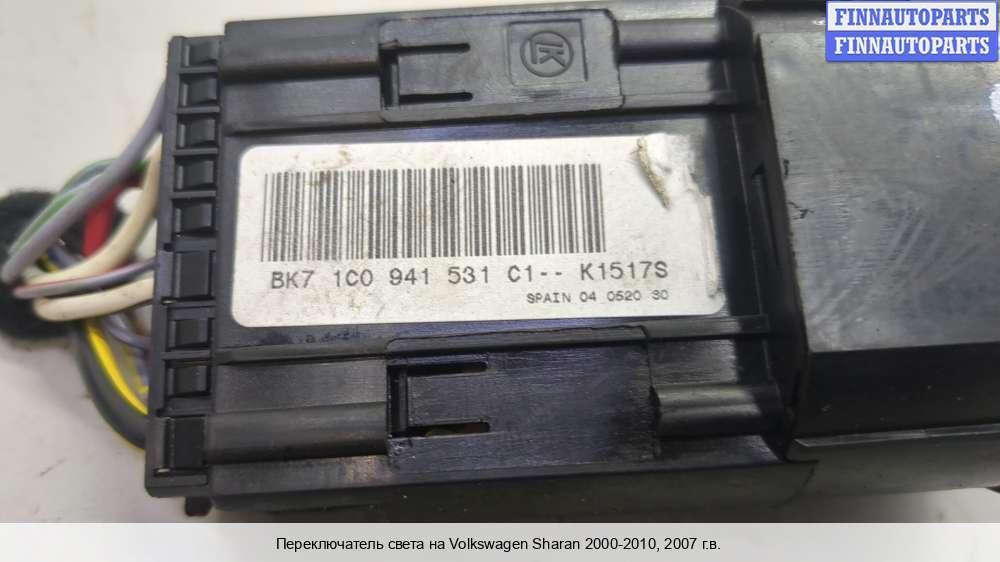 FINNAUTOPARTS
FINNAUTOPARTS
LK
BK7 1C0 941 531 C1-- K1517S
SPAIN 04 0520 30
Переключатель света на Volkswagen Sharan 2000-2010, 2007 г.в.